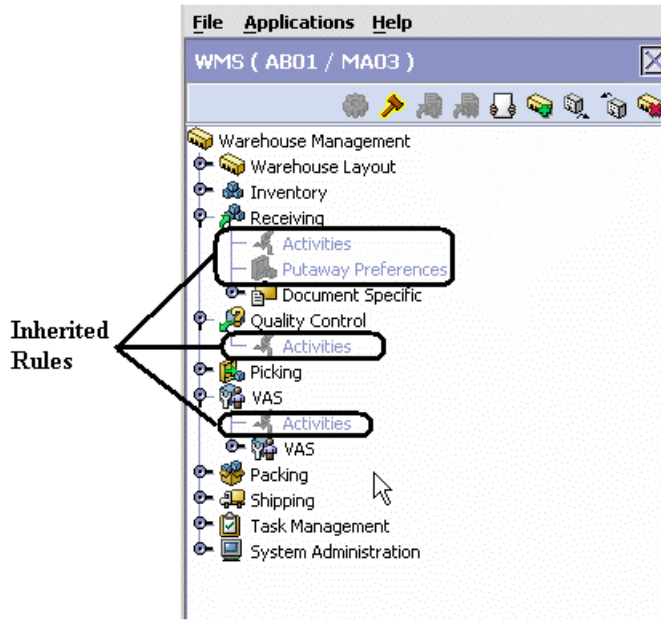 File Applications Help
WMS ( AB01 / MA03 )
Warehouse Management
Warehouse Layout
Inventory
Receiving
Activities
Putaway Preferences
Document Specific
Quality Control
Activities
Picking
VAS
Activities
VAS
Packing
Shipping
Task Management
System Administration
Inherited
Rules